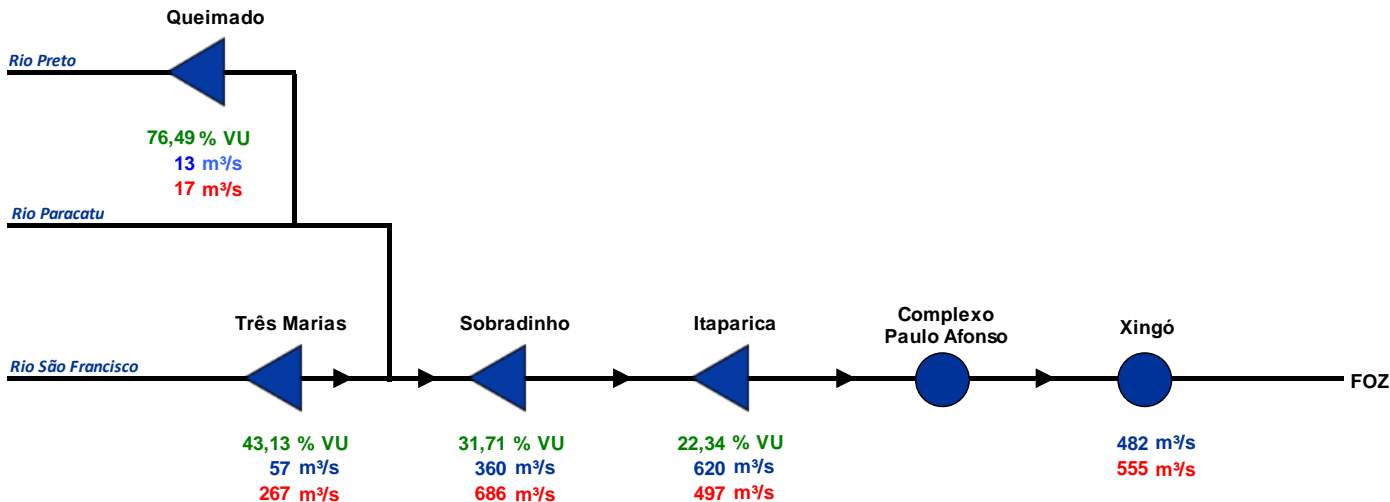 Queimado
Rio Preto
76,49 % VU
13 m³/s
17 m³/s
Rio Paracatu
Três Marias
Sobradinho
Itaparica
Complexo
Paulo Afonso
Xingó
Rio São Francisco
FOZ
43,13 % VU
57 m³/s
267 m³/s
31,71 % VU
360 m³/s
686 m³/s
22,34 % VU
620 m³/s
497 m³/s
482 m³/s
555 m³/s